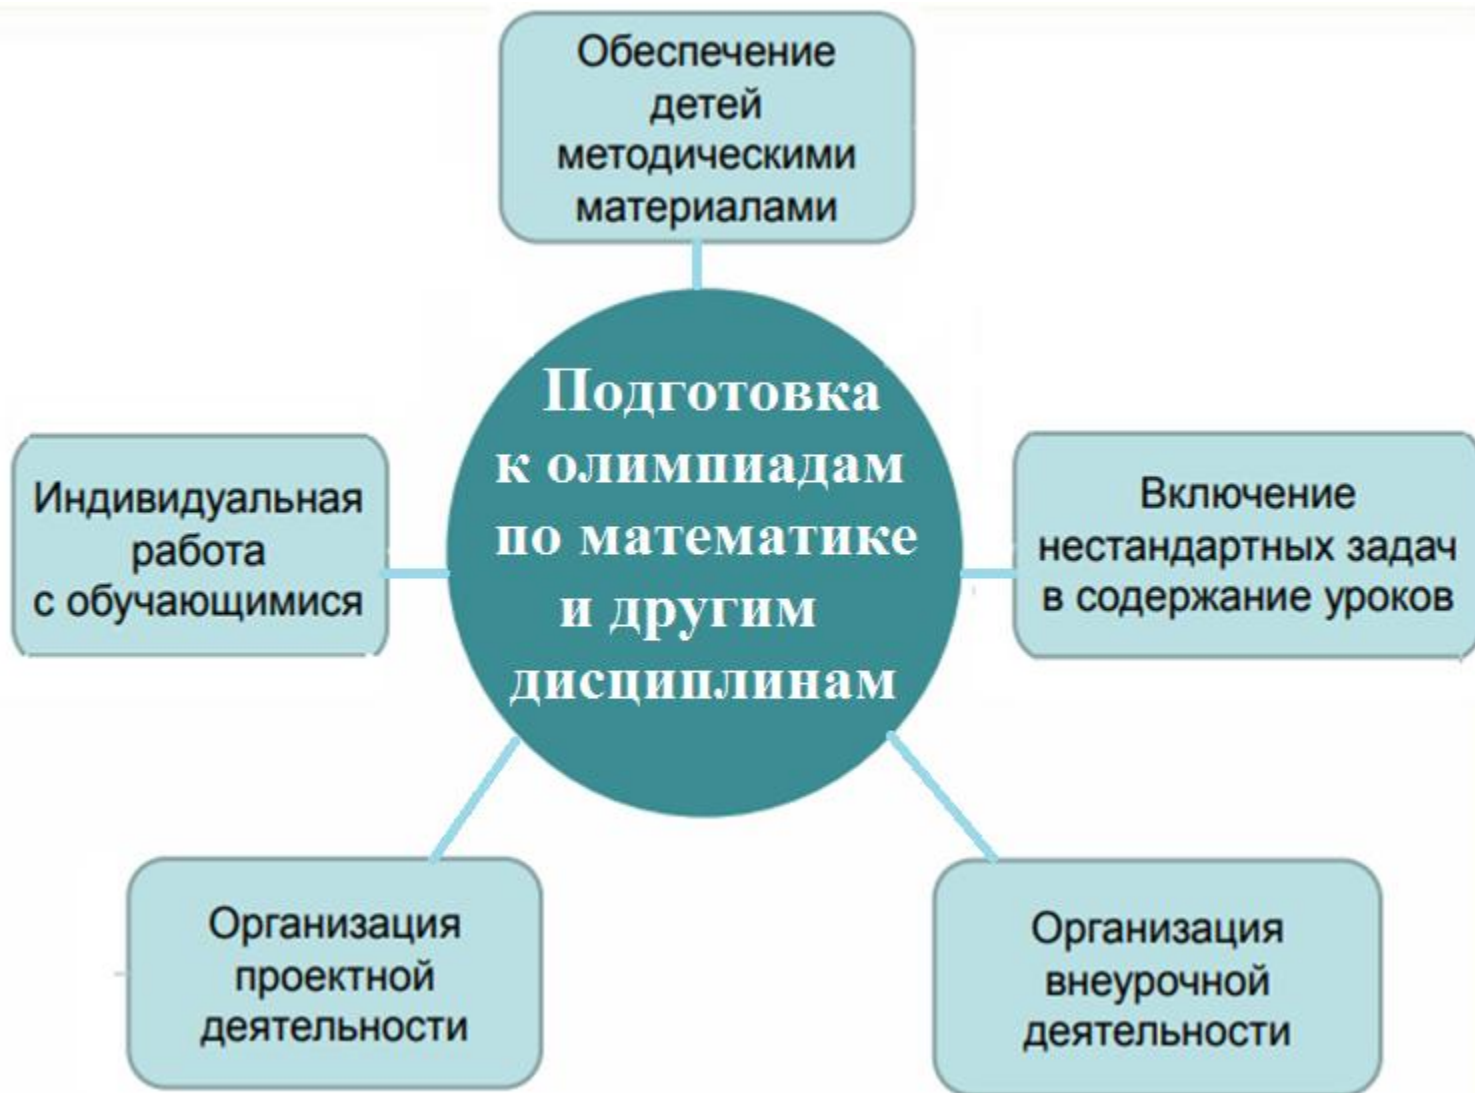 Обеспечение
детей
методическими
материалами
Подготовка
к олимпиадам
по математике
и другим
дисциплинам
Индивидуальная
работа
с обучающимися
Включение
нестандартных задач
в содержание уроков
Организация
проектной
деятельности
Организация
внеурочной
деятельности